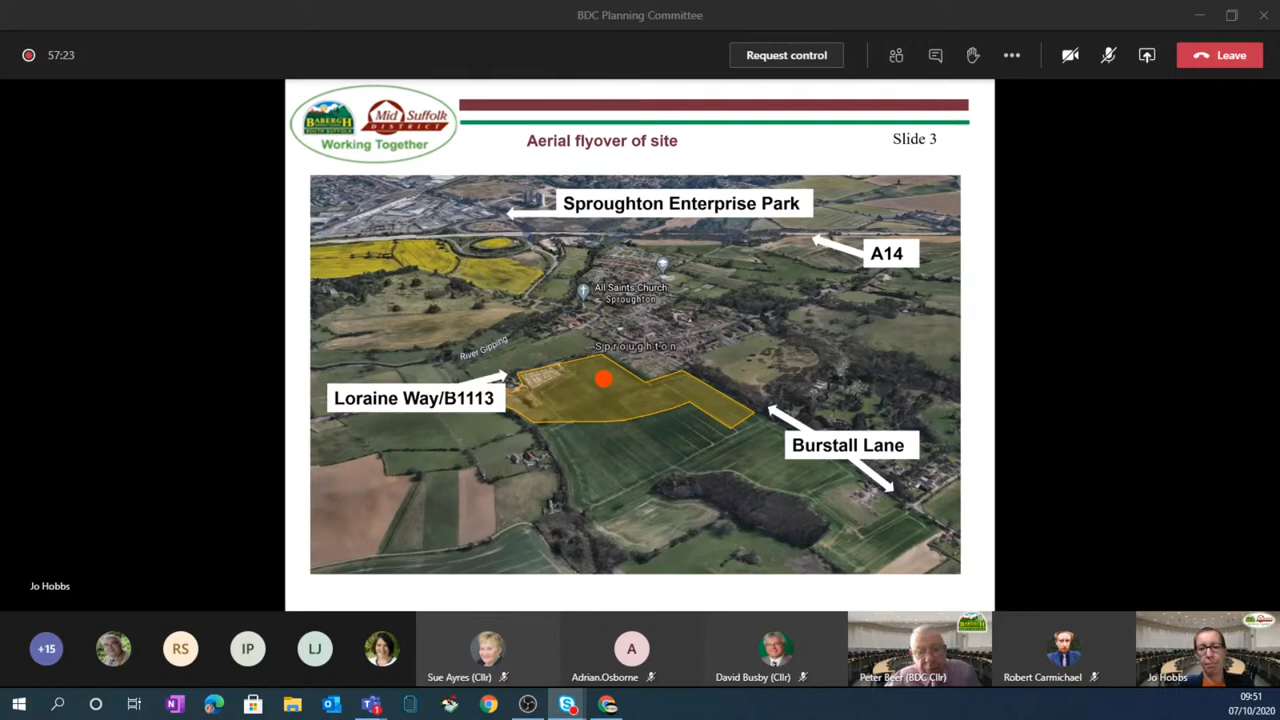 BDC Planning Committee
57:23
Request control
Leave
BABERGH
SOUTH SUFFOLK
Mid Suffolk
DISTRICT
Working Together
Aerial flyover of site
Slide 3
Sproughton Enterprise Park
A14
All Saints Church
Sproughton
River Gipping
Sproughton
Loraine Way/B1113
Burstall Lane
Jo Hobbs
+15
RS
IP
LJ
A
Sue Ayres (Cllr)
Adrian.Osborne
David Busby (Cllr)
Peter Beer (BDC Cllr)
Robert Carmichael
Jo Hobbs
09:51
07/10/2020